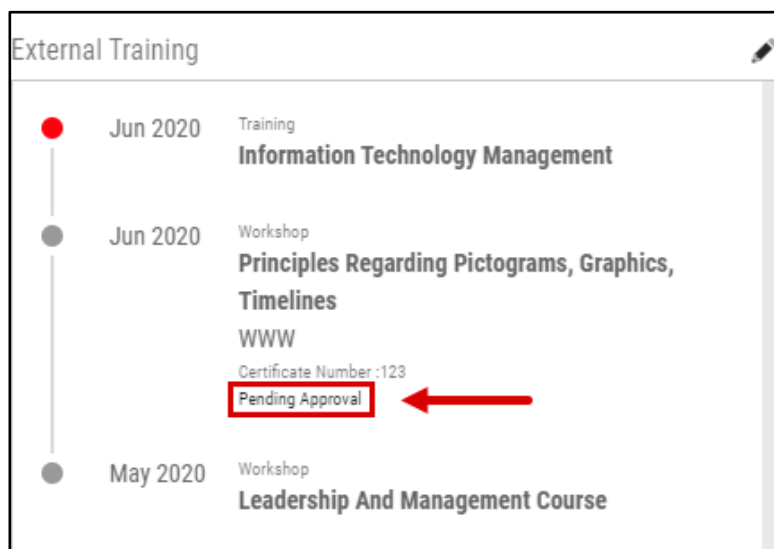 External Training
Jun 2020
Training
Information Technology Management
Jun 2020
Workshop
Principles Regarding Pictograms, Graphics,
Timelines
WWW
Certificate Number :123
Pending Approval
May 2020
Workshop
Leadership And Management Course